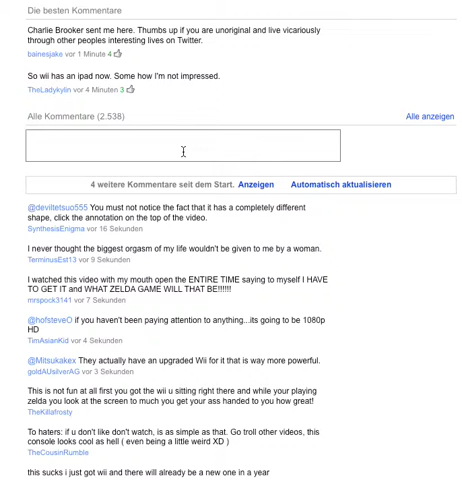 Die besten Kommentare
Charlie Brooker sent me here. Thumbs up if you are unoriginal and live vicariously
through other peoples interesting lives on Twitter.
bainesjake vor 1 Minute 4
So wii has an ipad now. Some how I'm not impressed.
TheLadykylin vor 4 Minuten 3
Alle Kommentare (2.538)
Alle anzeigen
4 weitere Kommentare seit dem Start. Anzeigen Automatisch aktualisieren
@deviltetsuo555 You must not notice the fact that it has a completely different
shape, click the annotation on the top of the video.
SynthesisEnigma vor 16 Sekunden
I never thought the biggest orgasm of my life wouldn't be given to me by a woman.
TerminusEst13 vor 9 Sekunden
I watched this video with my mouth open the ENTIRE TIME saying to myself I HAVE
TO GET IT and WHAT ZELDA GAME WILL THAT BE!!!!!!
mrspock3141 vor 7 Sekunden
@hofsteveO if you haven't been paying attention to anything...its going to be 1080p
HD
TimAsianKid vor 4 Sekunden
@Mitsukakex They actually have an upgraded Wii for it that is way more powerful.
goldAUsilverAG vor 3 Sekunden
This is not fun at all first you got the wii u sitting right there and while your playing
zelda you look at the screen to much you get your ass handed to you how great!
TheKillafrosty
To haters: if u don't like don't watch, is as simple as that. Go troll other videos, this
console looks cool as hell ( even being a little weird XD )
TheCousinRumble
this sucks i just got wii and there will already be a new one in a year